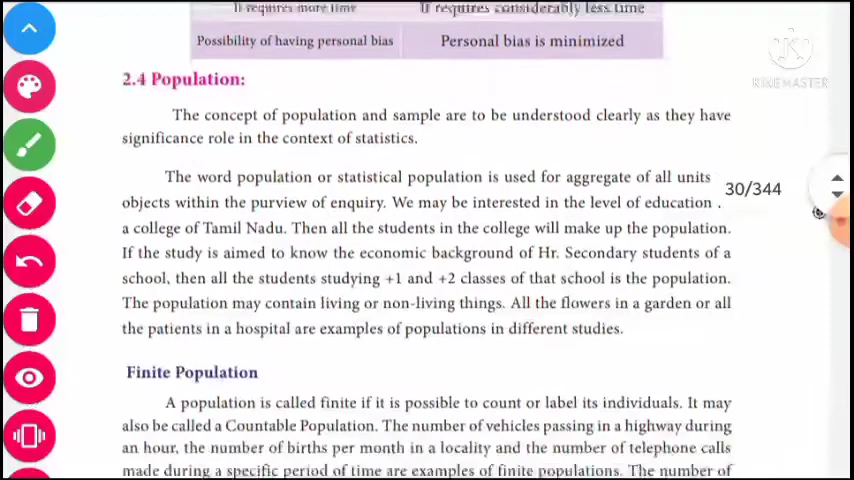 It requires more time It requires considerably less time
Possibility of having personal bias Personal bias is minimized
2.4 Population:
The concept of population and sample are to be understood clearly as they have
significance role in the context of statistics.
The word population or statistical population is used for aggregate of all units
objects within the purview of enquiry. We may be interested in the level of education
a college of Tamil Nadu. Then all the students in the college will make up the population.
If the study is aimed to know the economic background of Hr. Secondary students of a
school, then all the students studying +1 and +2 classes of that school is the population.
The population may contain living or non-living things. All the flowers in a garden or all
the patients in a hospital are examples of populations in different studies.
Finite Population
A population is called finite if it is possible to count or label its individuals. It may
also be called a Countable Population. The number of vehicles passing in a highway during
an hour, the number of births per month in a locality and the number of telephone calls
made during a specific period of time are examples of finite populations. The number of
30/344
KINEMASTER